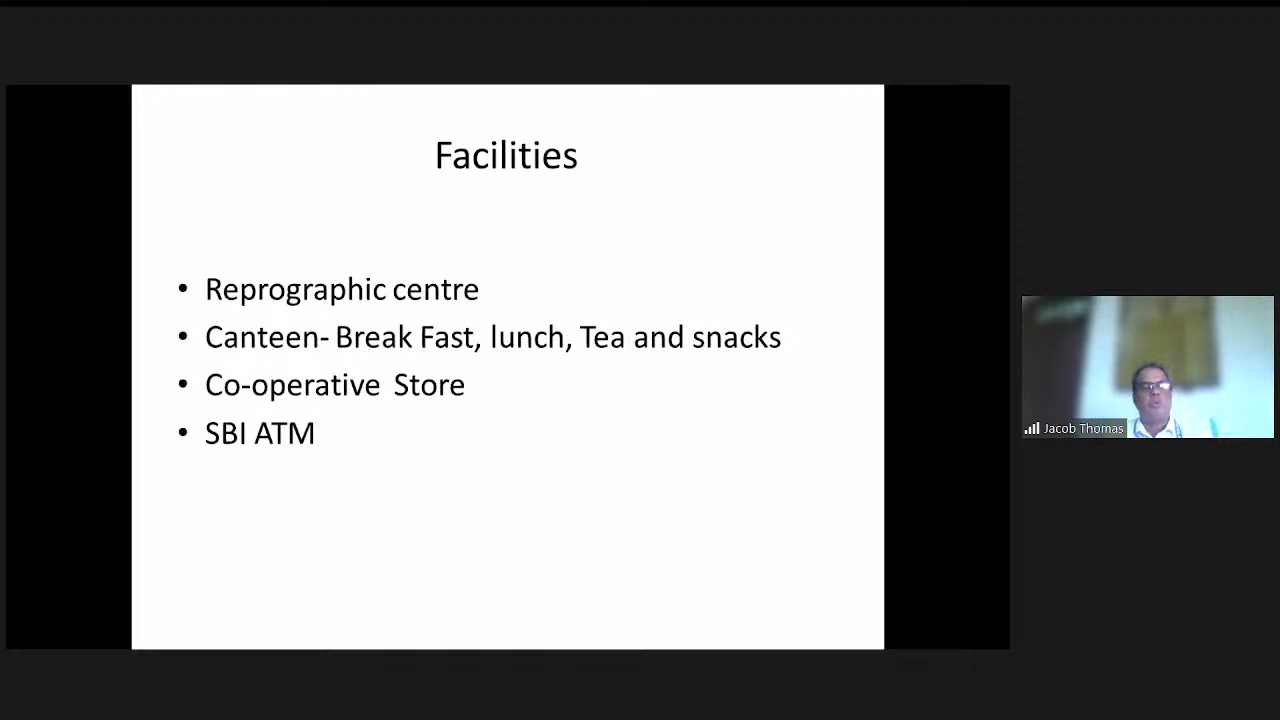 Facilities
• Reprographic centre
• Canteen- Break Fast, lunch, Tea and snacks
• Co-operative Store
• SBI ATM
Jacob Thomas